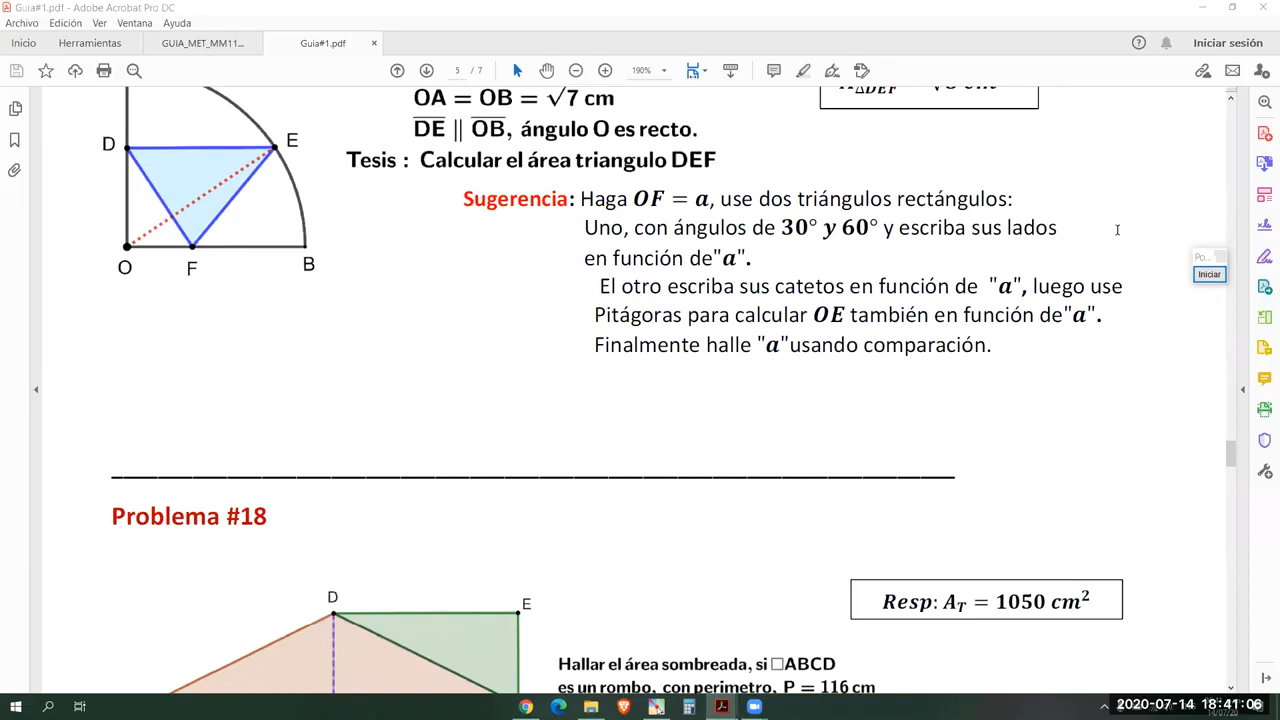 Guia#1.pdf - Adobe Acrobat Pro DC
Archivo Edición Ver Ventana Ayuda
Inicio Herramientas GUIA_MET_MM11... Guia#1.pdf × Iniciar sesión
5 / 7 190%
OA = OB = √7 cm
DE ∥ OB, ángulo O es recto.
Tesis : Calcular el área triangulo DEF
D E
O F B
Sugerencia: Haga OF = a, use dos triángulos rectángulos:
Uno, con ángulos de 30° y 60° y escriba sus lados
en función de"a".
El otro escriba sus catetos en función de "a", luego use
Pitágoras para calcular OE también en función de"a".
Finalmente halle "a"usando comparación.
Po...
Iniciar
Problema #18
D E
Resp: A_T = 1050 cm²
Hallar el área sombreada, si □ABCD
es un rombo, con perimetro, P = 116 cm
2020-07-14 18:41:06